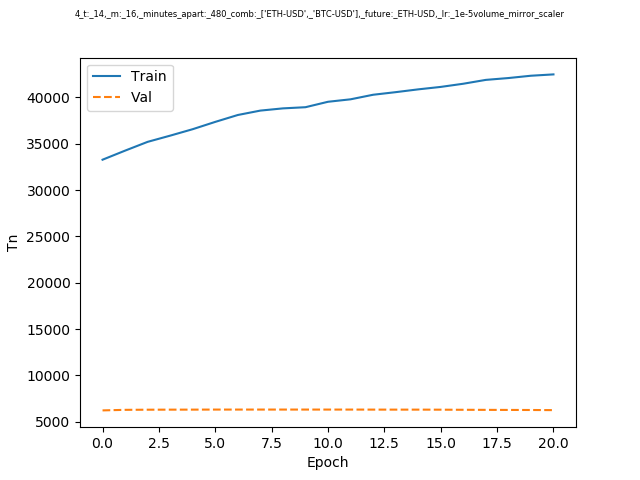 4_t:_14,_m:_16,_minutes_apart:_480_comb:_['ETH-USD',_'BTC-USD'],_future:_ETH-USD,_lr:_1e-5volume_mirror_scaler
Train
Val
40000
35000
30000
25000
20000
15000
10000
5000
Tn
0.0 2.5 5.0 7.5 10.0 12.5 15.0 17.5 20.0
Epoch